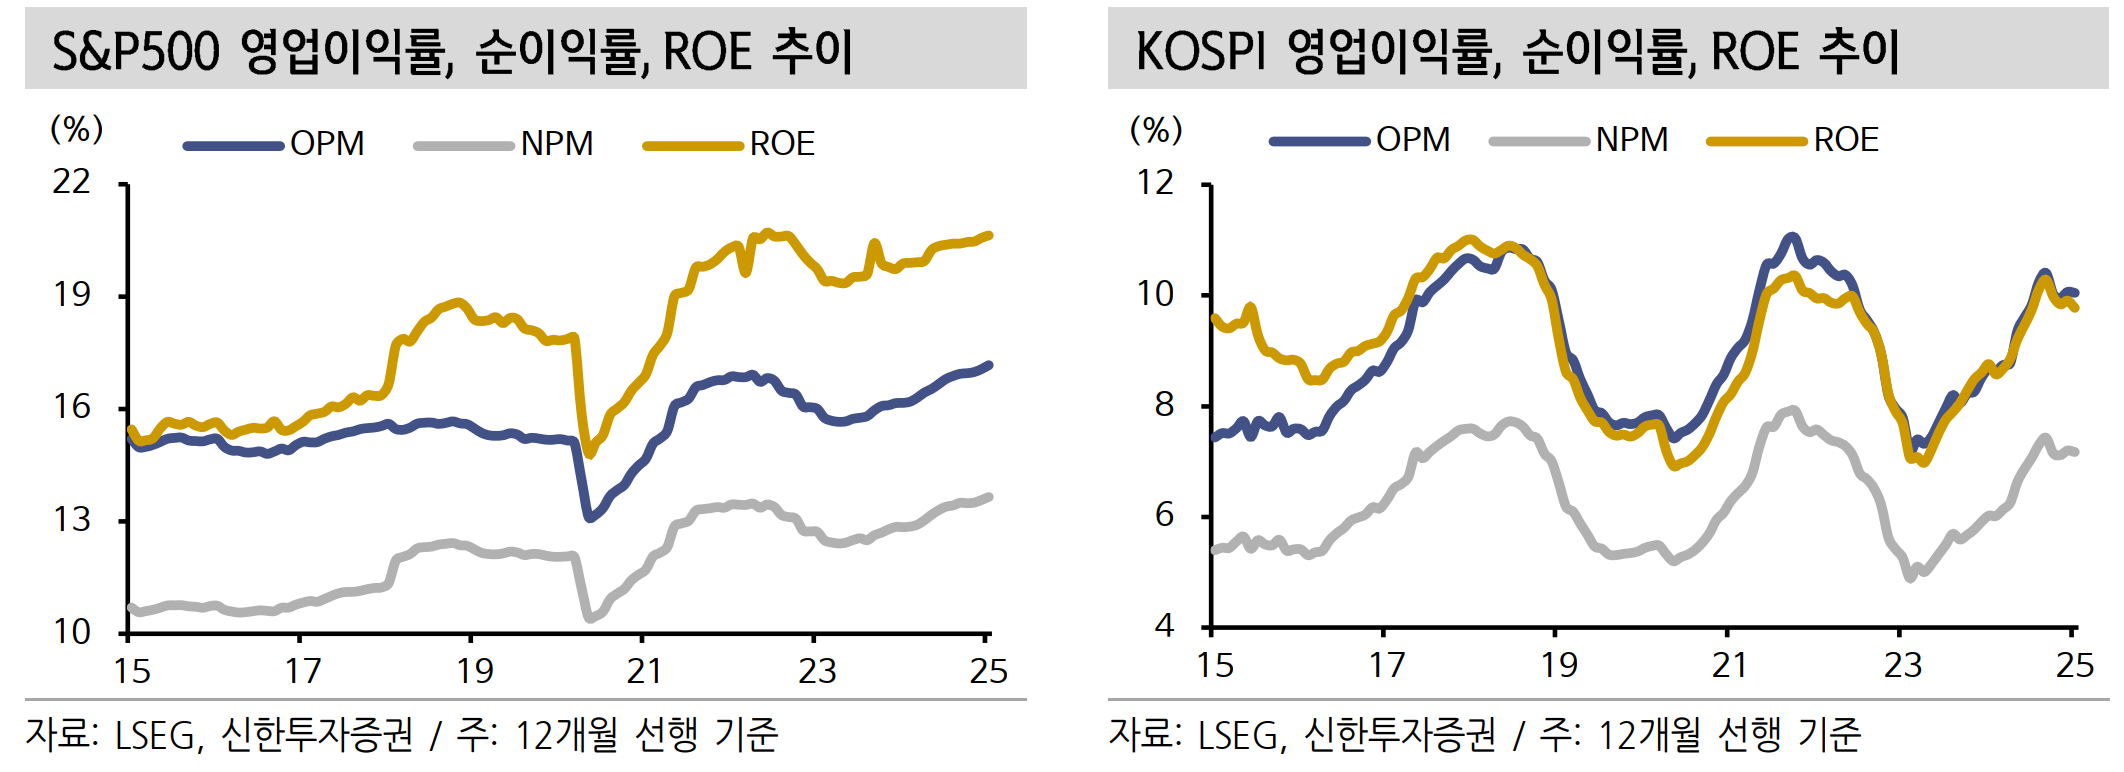 S&P500 영업이익률, 순이익률, ROE 추이
(%)
OPM NPM ROE
22
19
16
13
10
15 17 19 21 23 25
자료: LSEG, 신한투자증권 / 주: 12개월 선행 기준
KOSPI 영업이익률, 순이익률, ROE 추이
(%)
OPM NPM ROE
12
10
8
6
4
15 17 19 21 23 25
자료: LSEG, 신한투자증권 / 주: 12개월 선행 기준